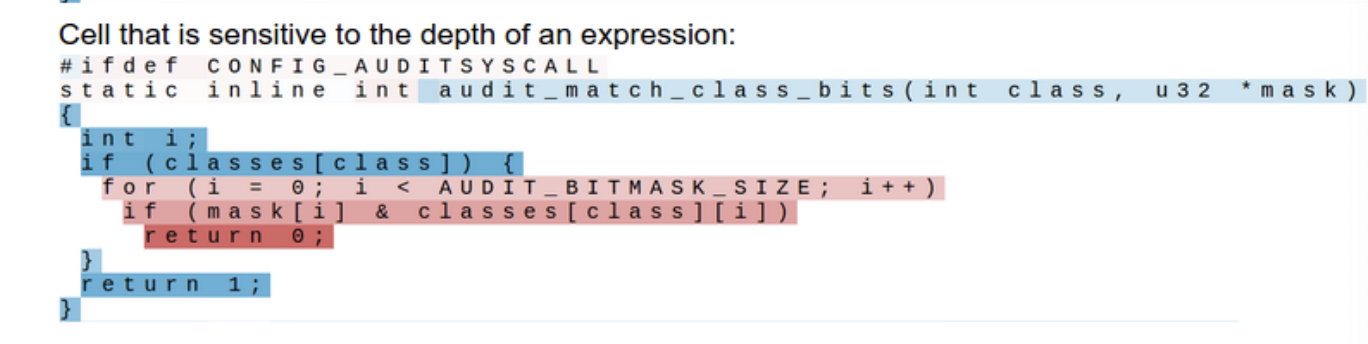 Cell that is sensitive to the depth of an expression:
#ifdef CONFIG_AUDITSYSCALL
static inline int audit_match_class_bits(int class, u32 *mask)
{
int i;
if (classes[class]) {
for (i = 0; i < AUDIT_BITMASK_SIZE; i++)
if (mask[i] & classes[class][i])
return 0;
}
return 1;
}